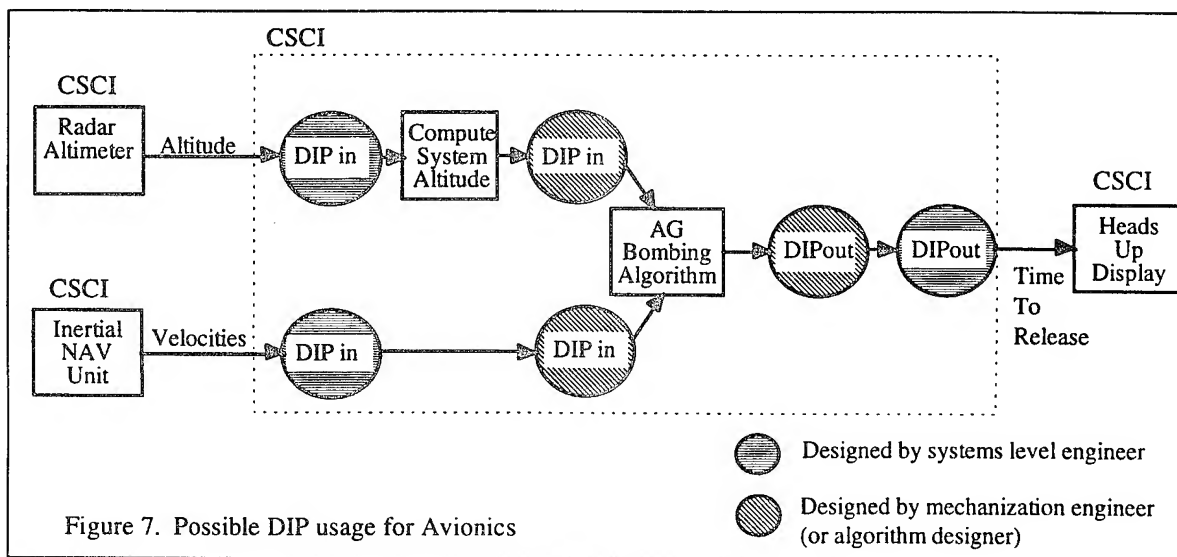 CSCI
CSCI
Radar
Altimeter
Altitude
DIP in
Compute
System
Altitude
DIP in
AG
Bombing
Algorithm
DIPout
DIPout
CSCI
Heads
Up
Display
Time
To
Release
CSCI
Inertial
NAV
Unit
Velocities
DIP in
DIP in
Designed by systems level engineer
Designed by mechanization engineer
(or algorithm designer)
Figure 7. Possible DIP usage for Avionics